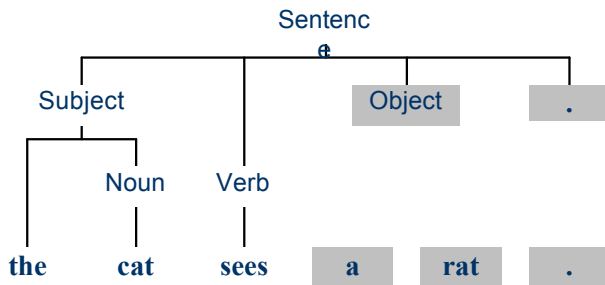 Sentenc
e
Subject Object .
Noun Verb
the cat sees a rat .